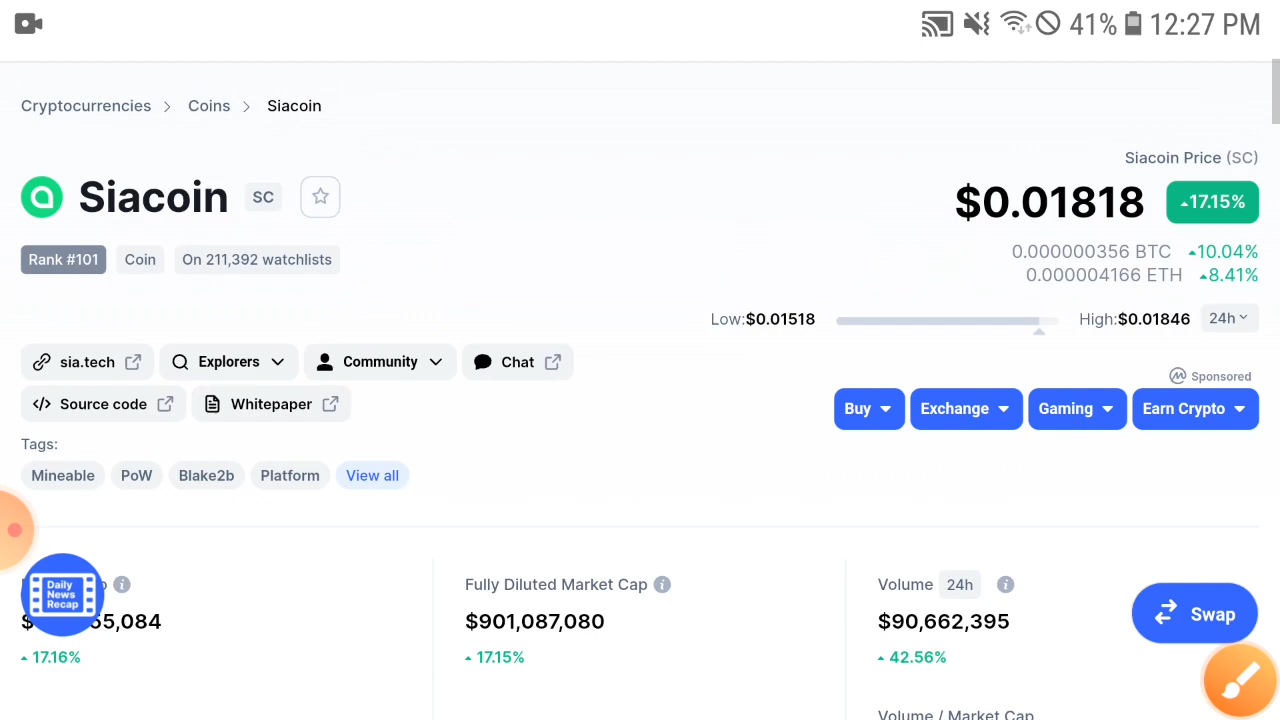 41% 12:27 PM
Cryptocurrencies > Coins > Siacoin
Siacoin Price (SC)
Siacoin SC
$0.01818 17.15%
Rank #101 Coin On 211,392 watchlists
0.000000356 BTC 10.04%
0.000004166 ETH 8.41%
Low:$0.01518 High:$0.01846 24h
sia.tech Explorers Community Chat
Sponsored
Source code Whitepaper
Buy Exchange Gaming Earn Crypto
Tags:
Mineable PoW Blake2b Platform View all
Daily
News
Recap
Fully Diluted Market Cap
Volume 24h
5,084
$901,087,080
$90,662,395
Swap
17.16%
17.15%
42.56%
Volume / Market Cap